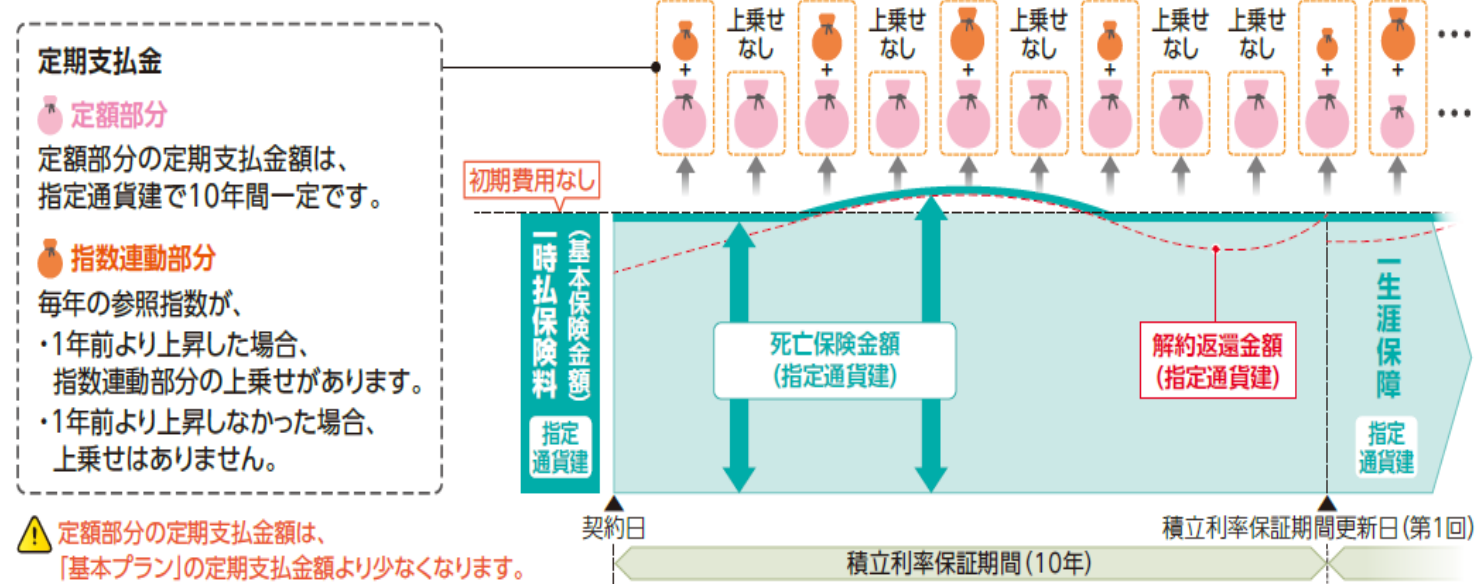 定期支払金
定額部分
定額部分の定期支払金額は、
指定通貨建で10年間一定です。
指数連動部分
毎年の参照指数が、
・1年前より上昇した場合、
指数連動部分の上乗せがあります。
・1年前より上昇しなかった場合、
上乗せはありません。
定額部分の定期支払金額は、
「基本プラン」の定期支払金額より少なくなります。
+
上乗せ
なし
+
上乗せ
なし
+
上乗せ
なし
+
上乗せ
なし
上乗せ
なし
+
+
•••
•••
初期費用なし
一時払保険料
(基本保険金額)
指定
通貨建
死亡保険金額
(指定通貨建)
解約返還金額
(指定通貨建)
一生涯保障
指定
通貨建
契約日
積立利率保証期間更新日(第1回)
積立利率保証期間(10年)